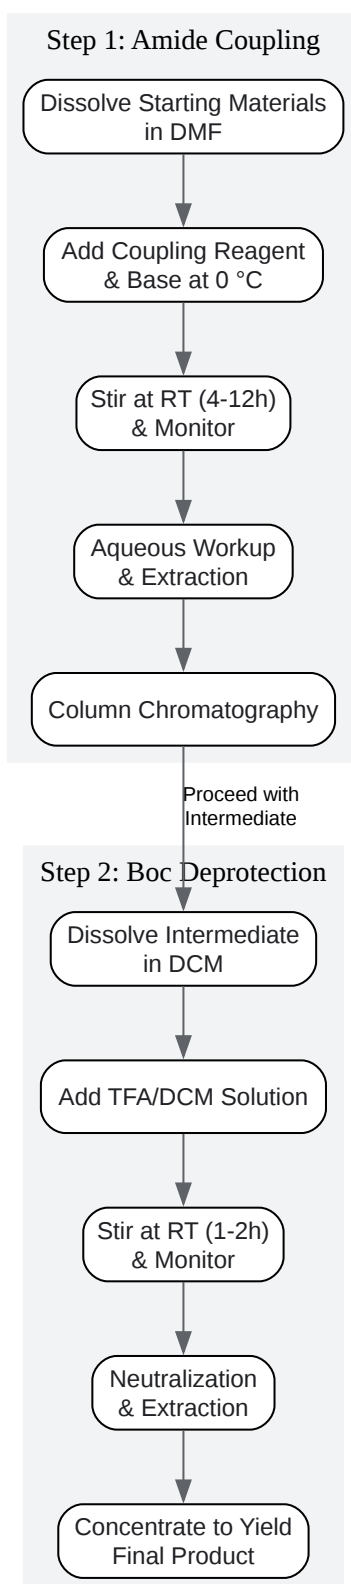 Step 1: Amide Coupling
Dissolve Starting Materials
in DMF
Add Coupling Reagent
& Base at 0 °C
Stir at RT (4-12h)
& Monitor
Aqueous Workup
& Extraction
Column Chromatography
Proceed with
Intermediate
Step 2: Boc Deprotection
Dissolve Intermediate
in DCM
Add TFA/DCM Solution
Stir at RT (1-2h)
& Monitor
Neutralization
& Extraction
Concentrate to Yield
Final Product